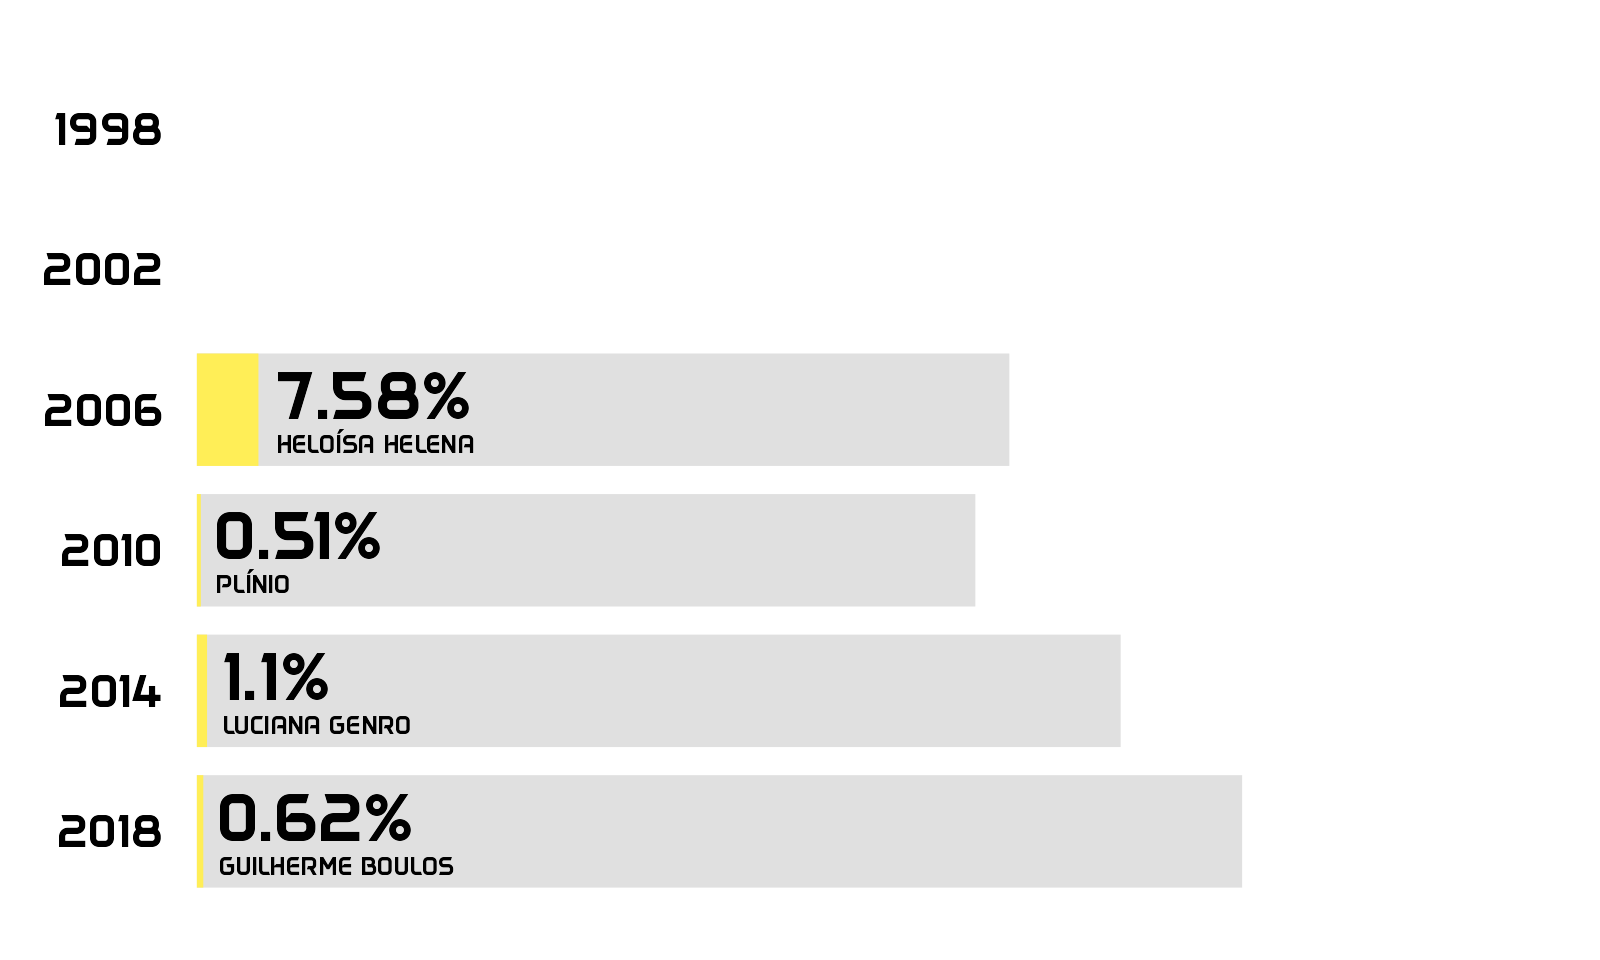 1998
2002
2006
7.58%
HELOÍSA HELENA
2010
0.51%
PLÍNIO
2014
1.1%
LUCIANA GENRO
2018
0.62%
GUILHERME BOULOS